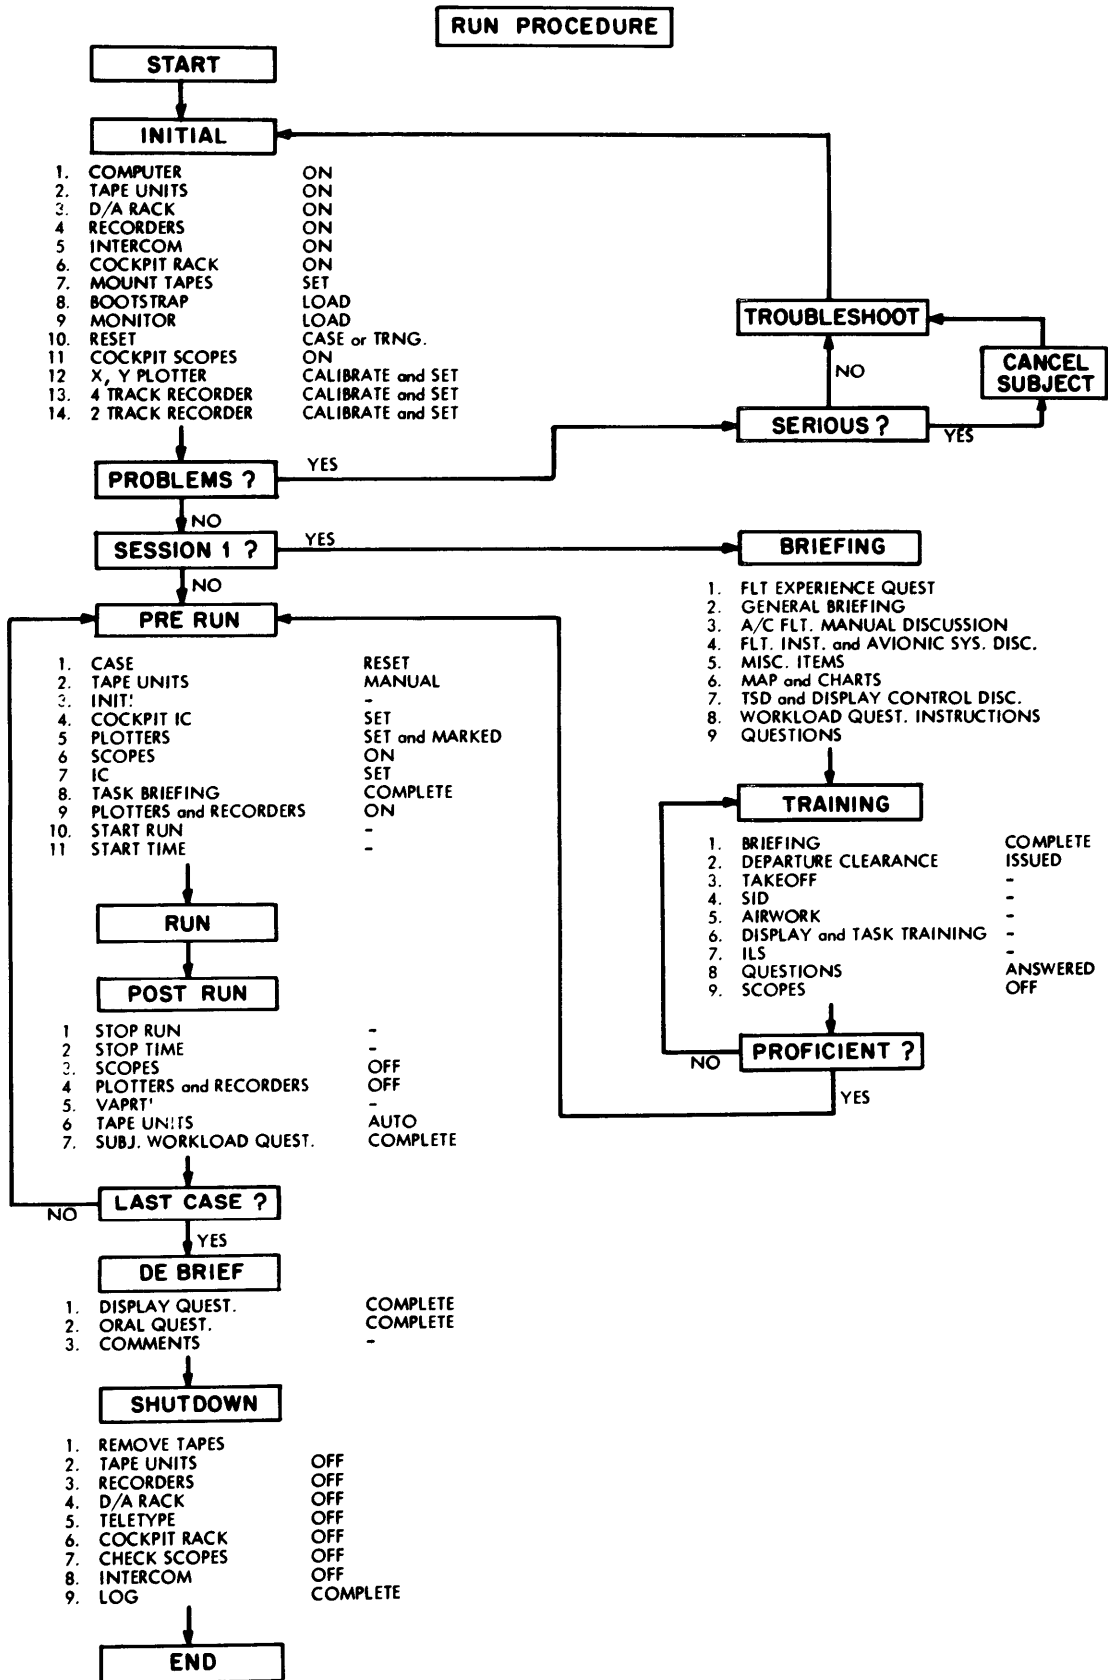 RUN PROCEDURE
START
INITIAL
1. COMPUTER ON
2. TAPE UNITS ON
3. D/A RACK ON
4 RECORDERS ON
5 INTERCOM ON
6. COCKPIT RACK ON
7. MOUNT TAPES SET
8. BOOTSTRAP LOAD
9 MONITOR LOAD
10. RESET CASE or TRNG.
11 COCKPIT SCOPES ON
12 X, Y PLOTTER CALIBRATE and SET
13. 4 TRACK RECORDER CALIBRATE and SET
14. 2 TRACK RECORDER CALIBRATE and SET
TROUBLESHOOT
NO
CANCEL
SUBJECT
SERIOUS ?
YES
PROBLEMS ?
YES
NO
SESSION 1 ?
YES
NO
BRIEFING
1. FLT EXPERIENCE QUEST
2. GENERAL BRIEFING
3. A/C FLT. MANUAL DISCUSSION
4. FLT. INST. and AVIONIC SYS. DISC.
5. MISC. ITEMS
6. MAP and CHARTS
7. TSD and DISPLAY CONTROL DISC.
8. WORKLOAD QUEST. INSTRUCTIONS
9 QUESTIONS
TRAINING
1. BRIEFING COMPLETE
2. DEPARTURE CLEARANCE ISSUED
3. TAKEOFF -
4. SID -
5. AIRWORK -
6. DISPLAY and TASK TRAINING -
7. ILS -
8 QUESTIONS ANSWERED
9. SCOPES OFF
PROFICIENT ?
NO
YES
PRE RUN
1. CASE RESET
2. TAPE UNITS MANUAL
3. INIT! -
4. COCKPIT IC SET
5 PLOTTERS SET and MARKED
6 SCOPES ON
7 IC SET
8. TASK BRIEFING COMPLETE
9 PLOTTERS and RECORDERS ON
10. START RUN -
11 START TIME -
RUN
POST RUN
1 STOP RUN -
2 STOP TIME -
3. SCOPES OFF
4 PLOTTERS and RECORDERS OFF
5. VAPRT' -
6 TAPE UNITS AUTO
7. SUBJ. WORKLOAD QUEST. COMPLETE
LAST CASE ?
NO
YES
DE BRIEF
1. DISPLAY QUEST. COMPLETE
2. ORAL QUEST. COMPLETE
3. COMMENTS -
SHUTDOWN
1. REMOVE TAPES
2. TAPE UNITS OFF
3. RECORDERS OFF
4. D/A RACK OFF
5. TELETYPE OFF
6. COCKPIT RACK OFF
7. CHECK SCOPES OFF
8. INTERCOM OFF
9. LOG COMPLETE
END